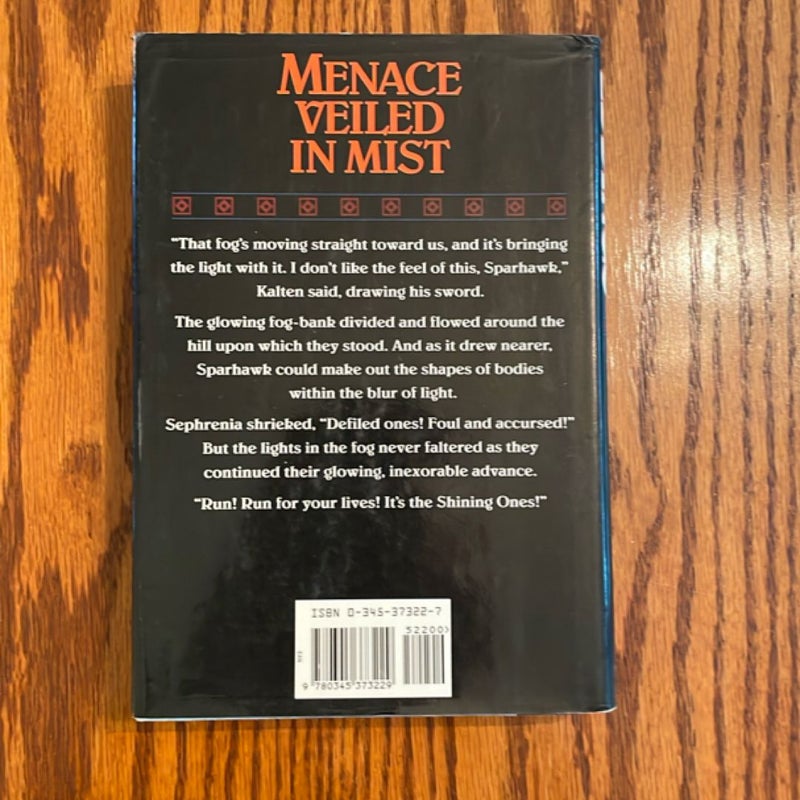 MENACE
VEILED
IN MIST
“That fog's moving straight toward us, and it's bringing
the light with it. I don't like the feel of this, Sparhawk,”
Kalten said, drawing his sword.
The glowing fog-bank divided and flowed around the
hill upon which they stood. And as it drew nearer,
Sparhawk could make out the shapes of bodies
within the blur of light.
Sephrenia shrieked, “Defiled ones! Foul and accursed!”
But the lights in the fog never faltered as they
continued their glowing, inexorable advance.
“Run! Run for your lives! It's the Shining Ones!”
ISBN 0-345-37322-7
52200>
9 780345 373229